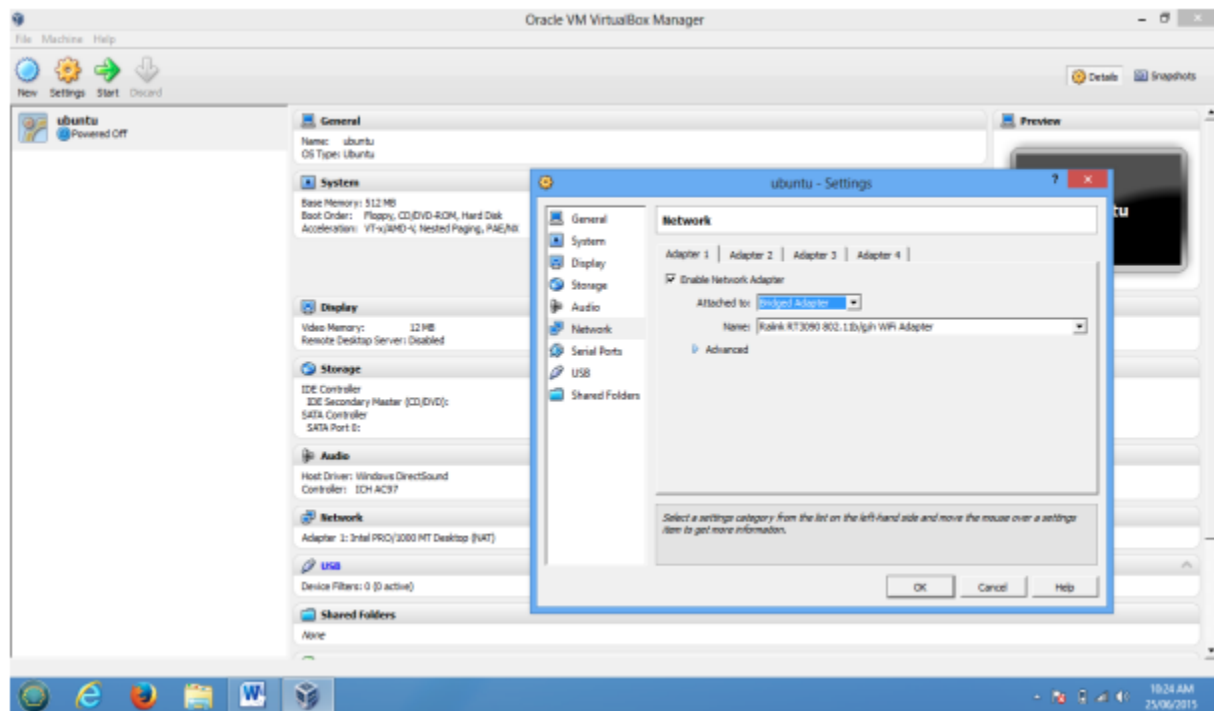 Oracle VM VirtualBox Manager
File Machine Help
New Settings Start Discard
Details Snapshots
ubuntu
Powered Off
General
Name: ubuntu
OS Type: Ubuntu
System
Base Memory: 512 MB
Boot Order: Floppy, CD/DVD-ROM, Hard Disk
Acceleration: VT-x/AMD-V, Nested Paging, PAE/NX
Display
Video Memory: 12 MB
Remote Desktop Server: Disabled
Storage
IDE Controller
IDE Secondary Master (CD/DVD):
SATA Controller
SATA Port 0:
Audio
Host Driver: Windows DirectSound
Controller: ICH AC97
Network
Adapter 1: Intel PRO/1000 MT Desktop (NAT)
USB
Device Filters: 0 (0 active)
Shared Folders
None
Preview
tu
ubuntu - Settings
?
General
System
Display
Storage
Audio
Network
Serial Ports
USB
Shared Folders
Network
Adapter 1 Adapter 2 Adapter 3 Adapter 4
Enable Network Adapter
Attached to: Bridged Adapter
Name: Ralink RT3090 802.11b/g/n WiFi Adapter
Advanced
Select a settings category from the list on the left-hand side and move the mouse over a settings
item to get more information.
OK Cancel Help
10:24 AM
25/06/2015